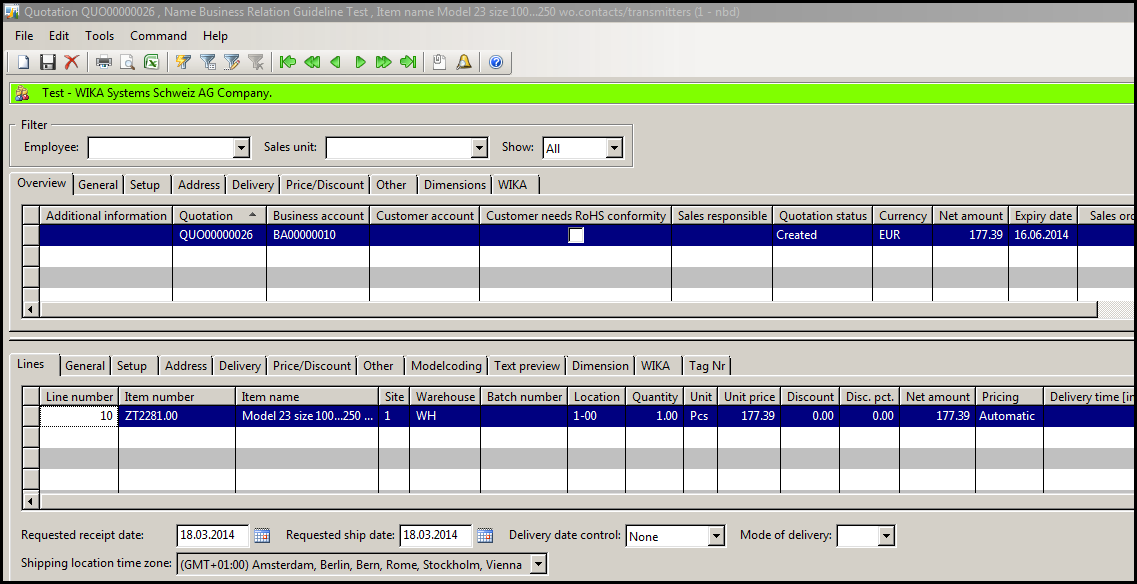 Quotation QUO00000026 , Name Business Relation Guideline Test , Item name Model 23 size 100...250 wo.contacts/transmitters (1 - nbd)
File Edit Tools Command Help
Test - WIKA Systems Schweiz AG Company.
Filter
Employee: Sales unit: Show: All
Overview General Setup Address Delivery Price/Discount Other Dimensions WIKA
Additional information Quotation Business account Customer account Customer needs RoHS conformity Sales responsible Quotation status Currency Net amount Expiry date Sales ord
QUO00000026 BA00000010 Created EUR 177.39 16.06.2014
Lines General Setup Address Delivery Price/Discount Other Modelcoding Text preview Dimension WIKA Tag Nr
Line number Item number Item name Site Warehouse Batch number Location Quantity Unit Unit price Discount Disc. pct. Net amount Pricing Delivery time [in
10 ZT2281.00 Model 23 size 100...250 ... 1 WH 1-00 1.00 Pcs 177.39 0.00 0.00 177.39 Automatic
Requested receipt date: 18.03.2014 Requested ship date: 18.03.2014 Delivery date control: None Mode of delivery:
Shipping location time zone: (GMT+01:00) Amsterdam, Berlin, Bern, Rome, Stockholm, Vienna